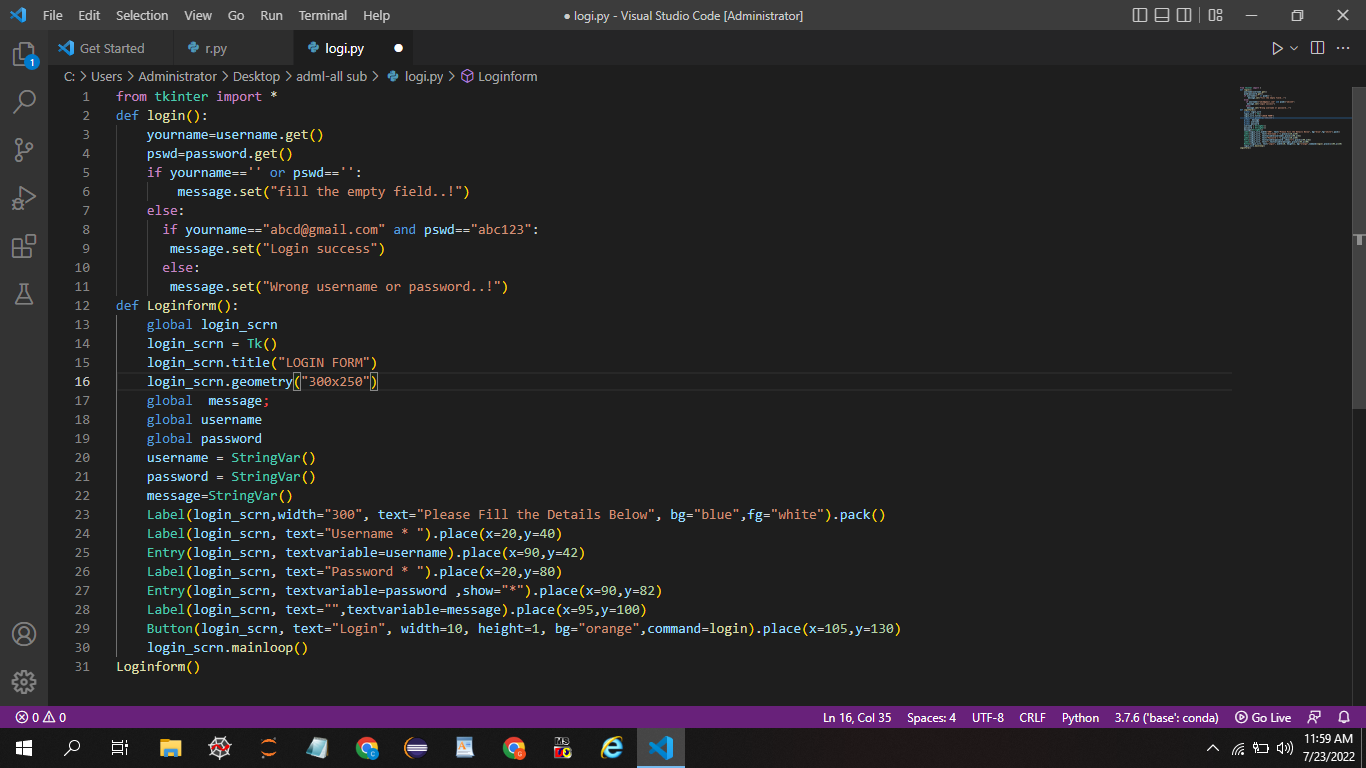 File Edit Selection View Go Run Terminal Help ● logi.py - Visual Studio Code [Administrator]
Get Started r.py logi.py ●
C: > Users > Administrator > Desktop > adml-all sub > logi.py > Loginform
1 from tkinter import *
2 def login():
3     yourname=username.get()
4     pswd=password.get()
5     if yourname=='' or pswd=='':
6         message.set("fill the empty field..!")
7     else:
8       if yourname=="abcd@gmail.com" and pswd=="abc123":
9        message.set("Login success")
10       else:
11        message.set("Wrong username or password..!")
12 def Loginform():
13     global login_scrn
14     login_scrn = Tk()
15     login_scrn.title("LOGIN FORM")
16     login_scrn.geometry("300x250")
17     global  message;
18     global username
19     global password
20     username = StringVar()
21     password = StringVar()
22     message=StringVar()
23     Label(login_scrn,width="300", text="Please Fill the Details Below", bg="blue",fg="white").pack()
24     Label(login_scrn, text="Username * ").place(x=20,y=40)
25     Entry(login_scrn, textvariable=username).place(x=90,y=42)
26     Label(login_scrn, text="Password * ").place(x=20,y=80)
27     Entry(login_scrn, textvariable=password ,show="*").place(x=90,y=82)
28     Label(login_scrn, text="",textvariable=message).place(x=95,y=100)
29     Button(login_scrn, text="Login", width=10, height=1, bg="orange",command=login).place(x=105,y=130)
30     login_scrn.mainloop()
31 Loginform()
1
0 0 Ln 16, Col 35 Spaces: 4 UTF-8 CRLF Python 3.7.6 ('base': conda) Go Live
11:59 AM
7/23/2022